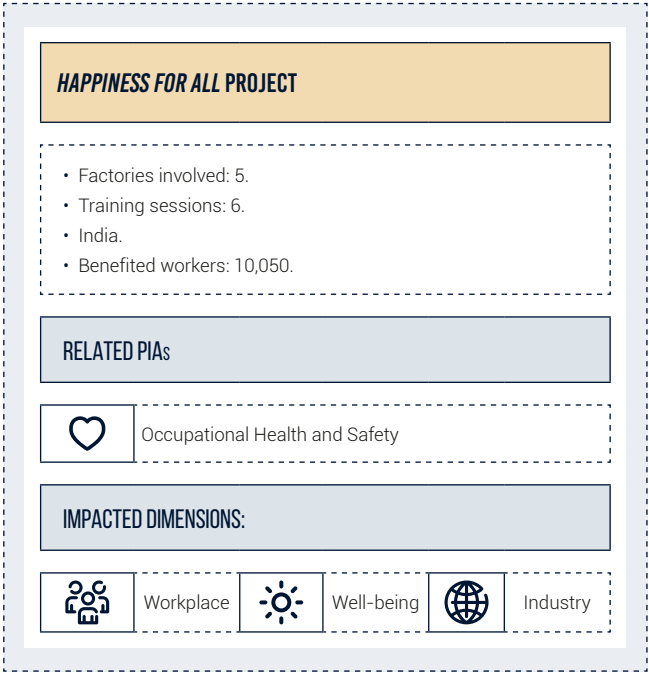 HAPPINESS FOR ALL PROJECT
• Factories involved: 5.
• Training sessions: 6.
• India.
• Benefited workers: 10,050.
RELATED PIAs
Occupational Health and Safety
IMPACTED DIMENSIONS:
Workplace Well-being Industry